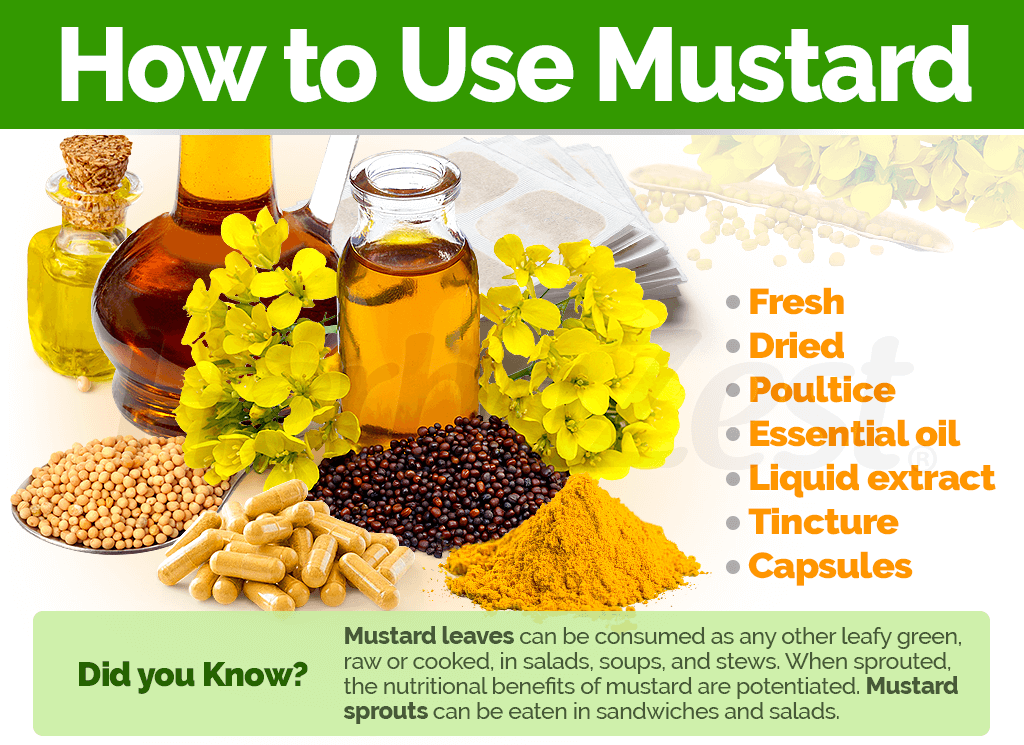 How to Use Mustard
Fresh
Dried
Poultice
Essential oil
Liquid extract
Tincture
Capsules
Did you Know?
Mustard leaves can be consumed as any other leafy green,
raw or cooked, in salads, soups, and stews. When sprouted,
the nutritional benefits of mustard are potentiated. Mustard
sprouts can be eaten in sandwiches and salads.